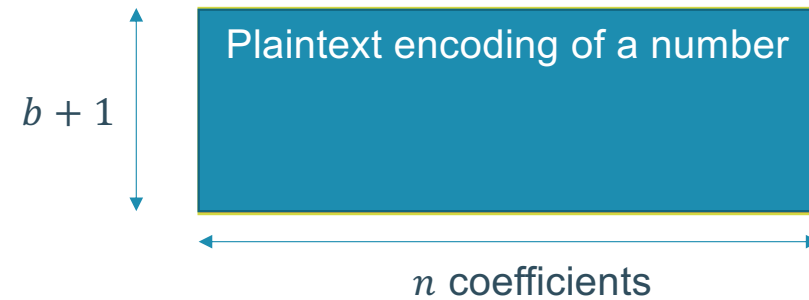 Plaintext encoding of a number
b + 1
n coefficients